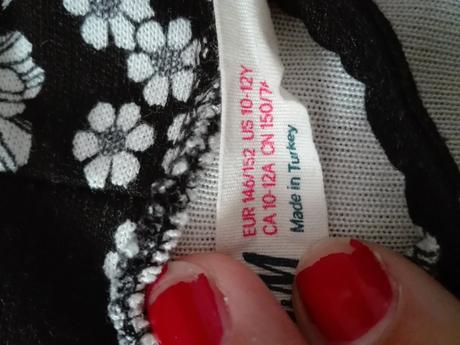 EUR 146/152 US 10-12Y
CA 10-12A CN 150/7*
Made in Turkey